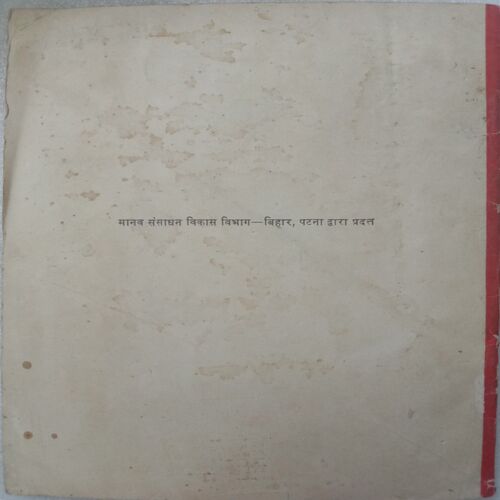 मानव संसाधन विकास विभाग—बिहार, पटना द्वारा प्रदत्त